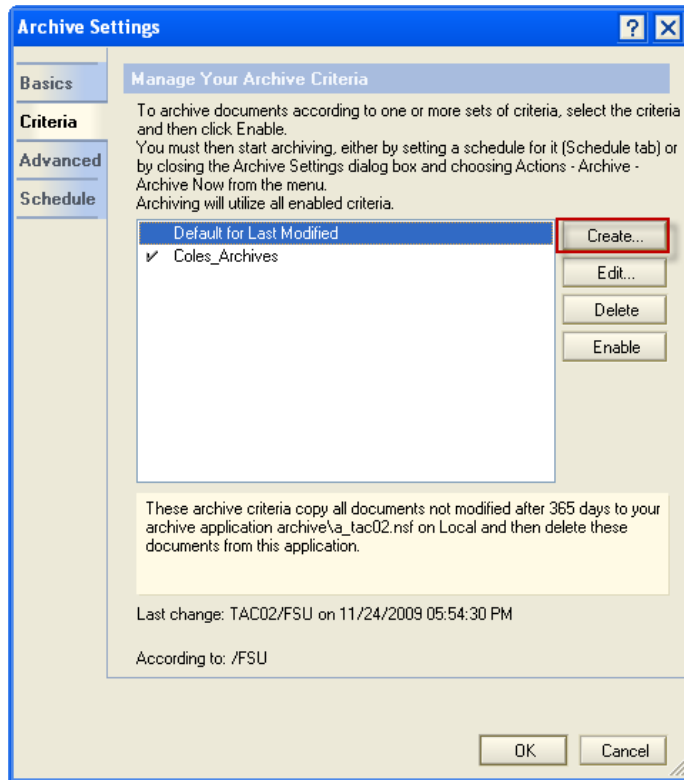 Archive Settings
Basics
Criteria
Advanced
Schedule
Manage Your Archive Criteria
To archive documents according to one or more sets of criteria, select the criteria
and then click Enable.
You must then start archiving, either by setting a schedule for it (Schedule tab) or
by closing the Archive Settings dialog box and choosing Actions - Archive -
Archive Now from the menu.
Archiving will utilize all enabled criteria.
Default for Last Modified
✔ Coles_Archives
Create...
Edit...
Delete
Enable
These archive criteria copy all documents not modified after 365 days to your
archive application archive\a_tac02.nsf on Local and then delete these
documents from this application.
Last change: TAC02/FSU on 11/24/2009 05:54:30 PM
According to: /FSU
OK
Cancel